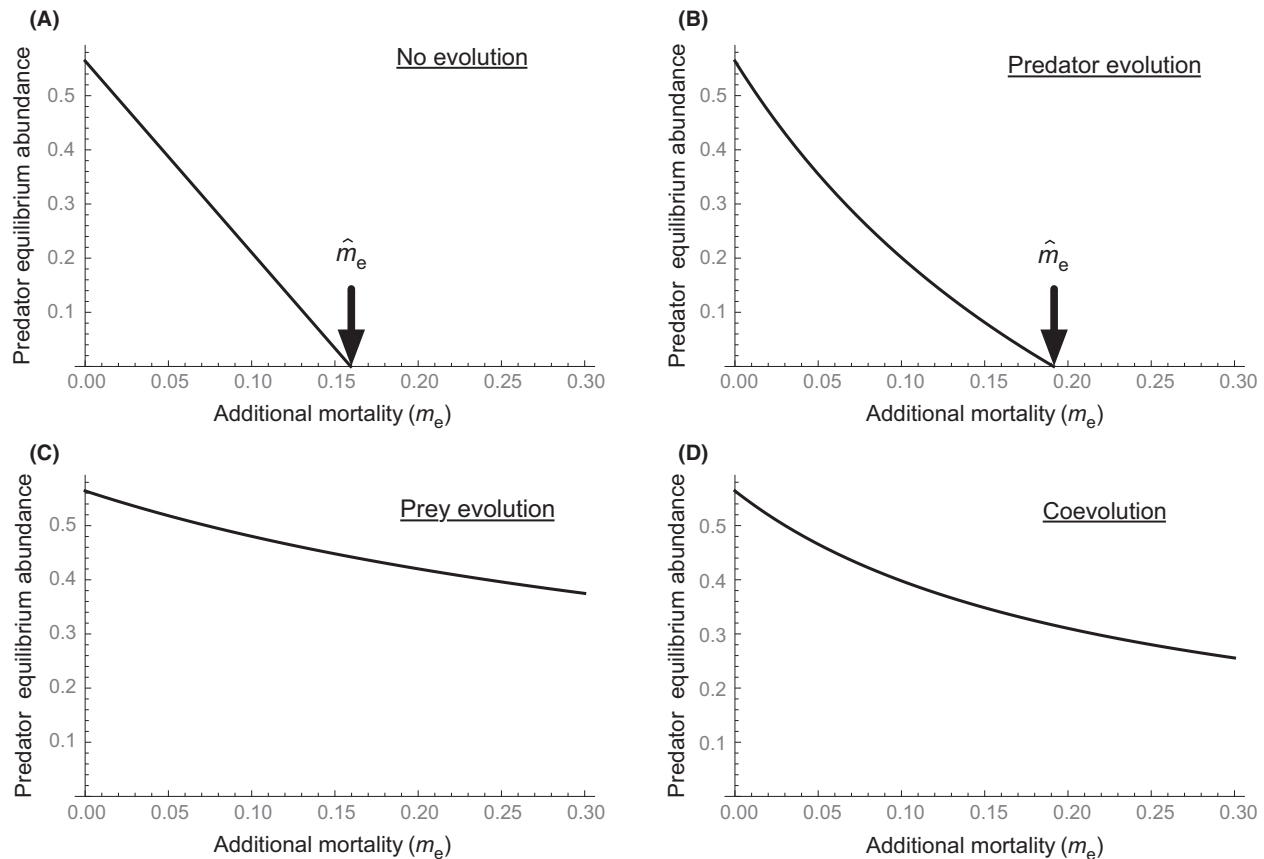 (A)
No evolution
Predator equilibrium abundance
0.5
0.4
0.3
0.2
0.1
m̂e
0.00 0.05 0.10 0.15 0.20 0.25 0.30
Additional mortality (me)
(B)
Predator evolution
Predator equilibrium abundance
0.5
0.4
0.3
0.2
0.1
m̂e
0.00 0.05 0.10 0.15 0.20 0.25 0.30
Additional mortality (me)
(C)
Prey evolution
Predator equilibrium abundance
0.5
0.4
0.3
0.2
0.1
0.00 0.05 0.10 0.15 0.20 0.25 0.30
Additional mortality (me)
(D)
Coevolution
Predator equilibrium abundance
0.5
0.4
0.3
0.2
0.1
0.00 0.05 0.10 0.15 0.20 0.25 0.30
Additional mortality (me)